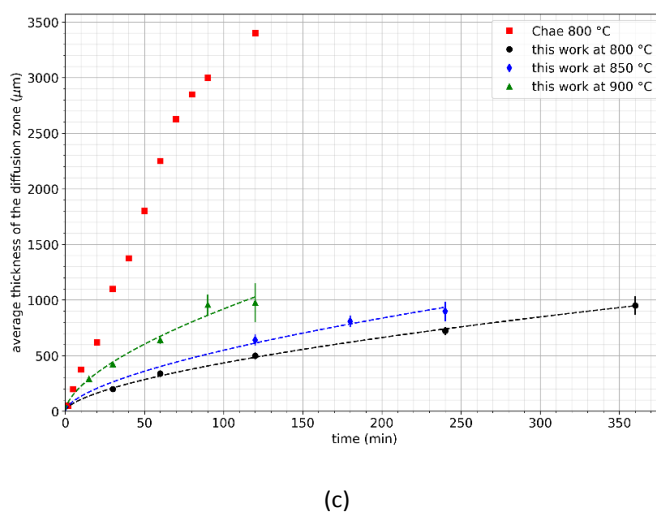 3500
3000
2500
2000
1500
1000
500
0
average thickness of the diffusion zone (μm)
Chae 800 °C
this work at 800 °C
this work at 850 °C
this work at 900 °C
0 50 100 150 200 250 300 350
time (min)
(c)